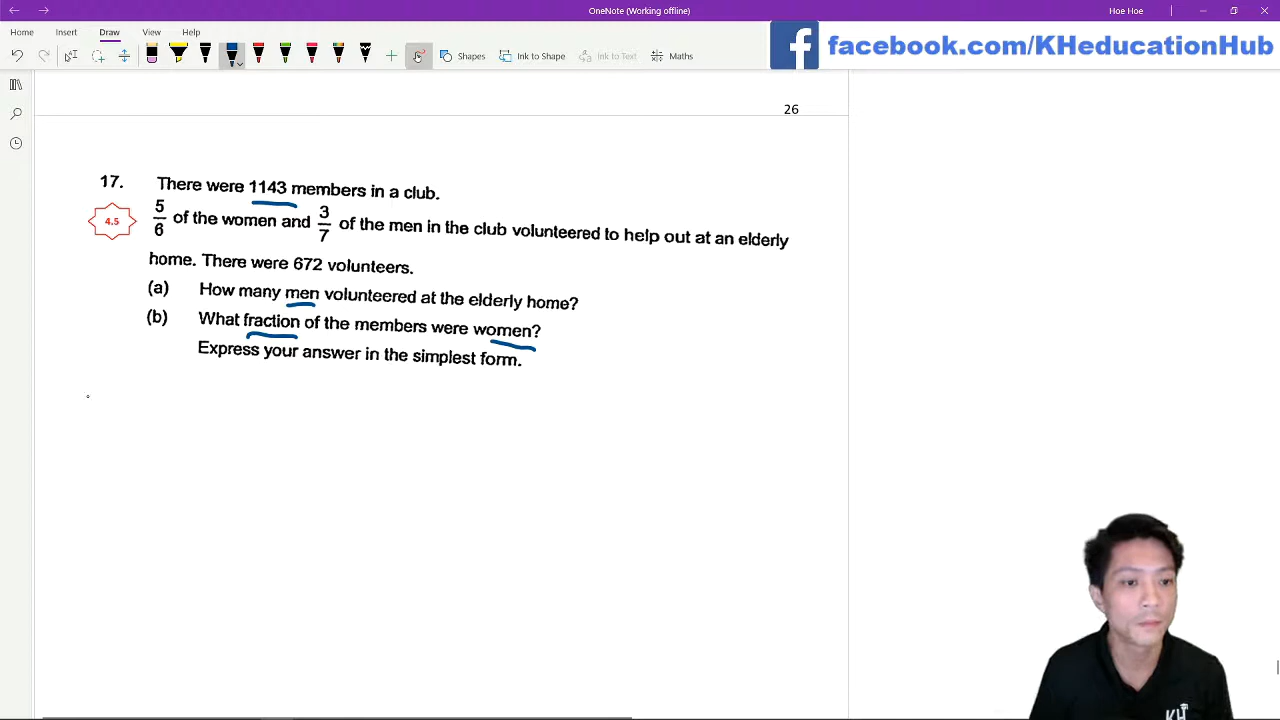 OneNote (Working offline)
Hoe Hoe
Home Insert Draw View Help
Shapes Ink to Shape Ink to Text Maths
f facebook.com/KHeducationHub
26
17. There were 1143 members in a club.
4.5
5/6 of the women and 3/7 of the men in the club volunteered to help out at an elderly
home. There were 672 volunteers.
(a) How many men volunteered at the elderly home?
(b) What fraction of the members were women?
Express your answer in the simplest form.
KH